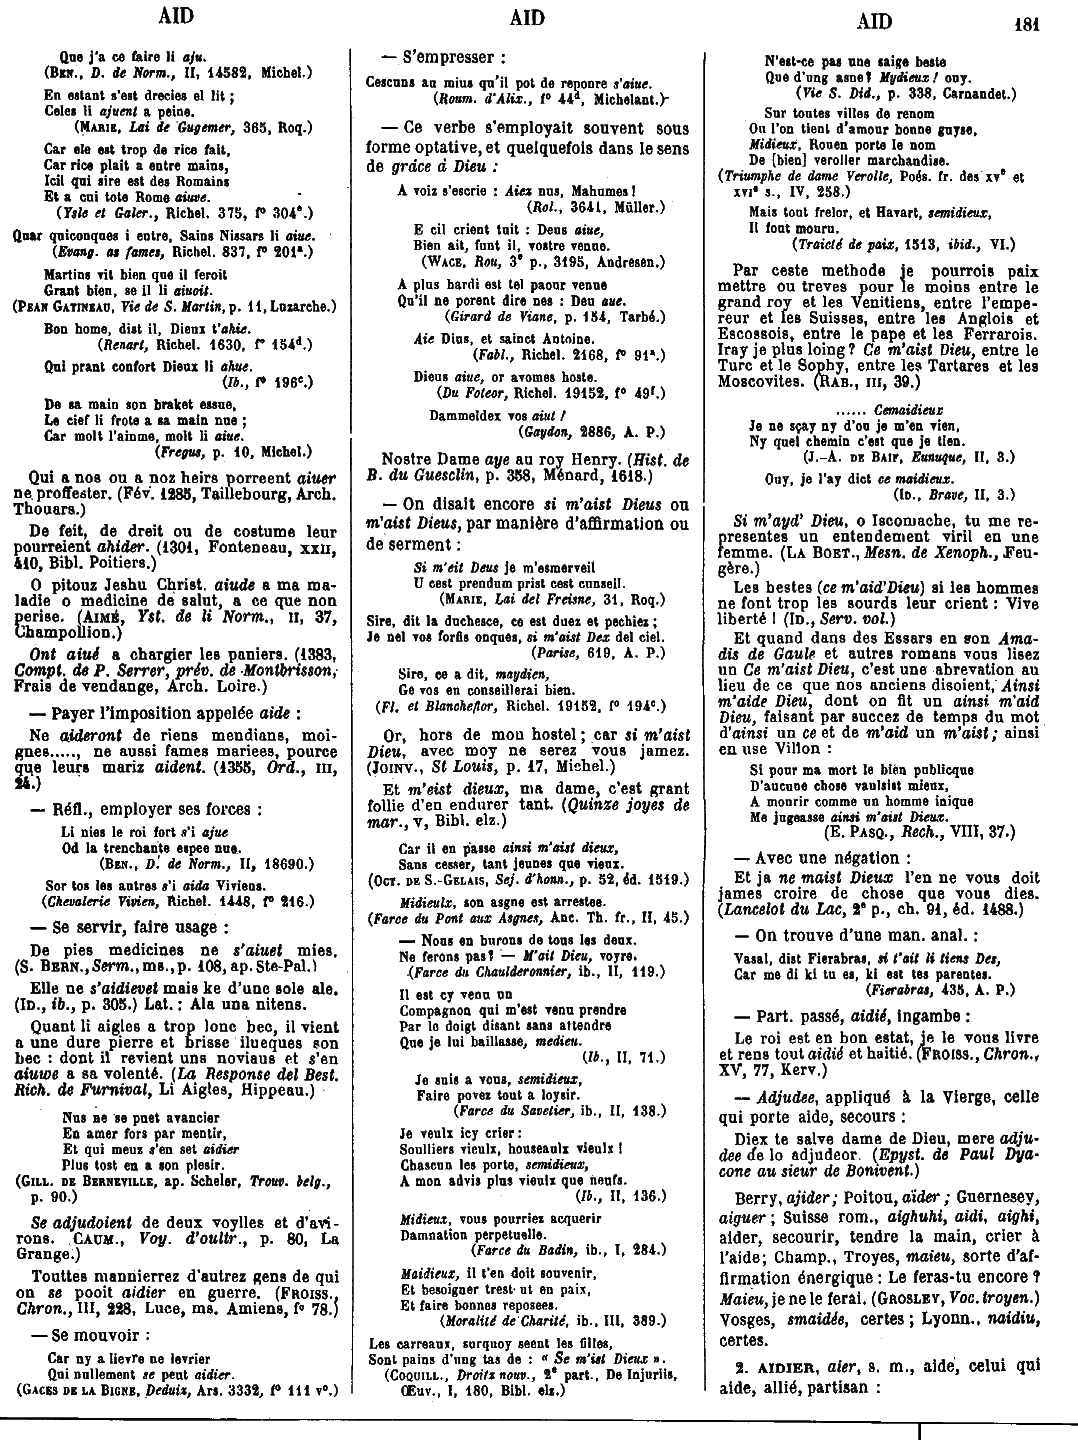 AID
AID
AID
181
Que j'a ce faire li aju.
(BEN., D. de Norm., II, 14582, Michel.)
En estant s'est drecies el lit ;
Celes li ajuent a peine.
(MARIE, Lai de Gugemer, 365, Roq.)
Car ele est trop de rice fait,
Car rice plait a entre mains,
Icil qui sire est des Romains
Et a cui tote Rome aiuve.
(Ysle et Galer., Richel. 375, f° 304e.)
Quar quiconques i entre, Sains Nissars li aiue.
(Evang. as fames, Richel. 837, f° 201a.)
Martins vit bien que il feroit
Grant bien, se il li aiuoit.
(PEAN GATINEAU, Vie de S. Martin, p. 11, Luzarche.)
Bon home, dist il, Dieux t'ahie.
(Renart, Richel. 1630, f° 154d.)
Qui prant confort Dieux li ahue.
(Ib., f° 196c.)
De sa main son braket essue,
Le cief li frote a sa main nue ;
Car molt l'ainme, molt li aiue.
(Fregus, p. 10, Michel.)
Qui a nos ou a noz heirs porreent aiuer
ne proffester. (Fév. 1285, Taillebourg, Arch.
Thouars.)
De feit, de dreit ou de costume leur
pourreient ahider. (1301, Fonteneau, XXII,
410, Bibl. Poitiers.)
O pitouz Jeshu Christ. aiude a ma ma-
ladie o medicine de salut, a ce que non
perise. (AIMÉ, Yst. de li Norm., II, 37,
Champollion.)
Ont aiué a chargier les paniers. (1383,
Compt. de P. Serrer, prév. de Montbrisson,
Frais de vendange, Arch. Loire.)
— Payer l'imposition appelée aide :
Ne aideront de riens mendians, moi-
gnes....., ne aussi fames mariees, pource
que leurs mariz aident. (1355, Ord., III,
24.)
— Réfl., employer ses forces :
Li nies le roi fort s'i ajue
Od la trenchante espee nue.
(BEN., D. de Norm., II, 18690.)
Sor tos les autres s'i aida Viviens.
(Chevalerie Vivien, Richel. 1448, f° 216.)
— Se servir, faire usage :
De pies medicines ne s'aiuet mies.
(S. BERN., Serm., ms., p. 108, ap. Ste-Pal.)
Elle ne s'aidievet mais ke d'une sole ale.
(ID., ib., p. 305.) Lat. : Ala una nitens.
Quant li aigles a trop lonc bec, il vient
a une dure pierre et brisse ilueques son
bec : dont il revient uns noviaus et s'en
aiuwe a sa volenté. (La Response del Best.
Rich. de Furnival, Li Aigles, Hippeau.)
Nus ne se puet avancier
En amer fors par mentir,
Et qui meuz s'en set aidier
Plus tost en a son plesir.
(GILL. DE BERNEVILLE, ap. Scheler, Trouv. belg.,
p. 90.)
Se adjudoient de deux voylles et d'avi-
rons. CAUM., Voy. d'oultr., p. 80, La
Grange.)
Touttes mannierrez d'autrez gens de qui
on se pooit aidier en guerre. (FROISS.,
Chron., III, 228, Luce, ms. Amiens, f° 78.)
— Se mouvoir :
Car ny a lievre ne levrier
Qui nullement se peut aidier.
(GACES DE LA BIGNE, Deduiz, Ars. 3332, f° 111 v°.)
— S'empresser :
Cescuns au mius qu'il pot de reponre s'aiue.
(Roum. d'Alix., f° 44d, Michelant.)
— Ce verbe s'employait souvent sous
forme optative, et quelquefois dans le sens
de grâce à Dieu :
A voiz s'escrie : Aiez nus, Mahumes !
(Rol., 3641, Müller.)
E cil crient tuit : Deus aiue,
Bien ait, funt il, vostre venue.
(WACE, Rou, 3e p., 3195, Andresen.)
A plus hardi est tel paour venue
Qu'il ne porent dire nes : Deu aue.
(Girard de Viane, p. 154, Tarbé.)
Aie Dius, et sainct Antoine.
(Fabl., Richel. 2168, f° 91a.)
Dieus aiue, or avomes hoste.
(Du Foteor, Richel. 19152, f° 49f.)
Dammeldex vos aiut !
(Gaydon, 2886, A. P.)
Nostre Dame aye au roy Henry. (Hist. de
B. du Guesclin, p. 358, Ménard, 1618.)
— On disait encore si m'aist Dieus ou
m'aist Dieus, par manière d'affirmation ou
de serment :
Si m'eit Deus je m'esmerveil
U cest prendum prist cest cunseil.
(MARIE, Lai del Freisne, 31, Roq.)
Sire, dit la duchesce, ce est duez et pechiez ;
Je nel vos forfis onques, si m'aist Dex del ciel.
(Parise, 619, A. P.)
Sire, ce a dit, maydien,
Ge vos en conseillerai bien.
(Fl. et Blancheflor, Richel. 19152, f° 194c.)
Or, hors de mon hostel ; car si m'aist
Dieu, avec moy ne serez vous jamez.
(JOINV., St Louis, p. 17, Michel.)
Et m'eist dieux, ma dame, c'est grant
follie d'en endurer tant. (Quinze joyes de
mar., V, Bibl. elz.)
Car il en passe ainsi m'aist dieux,
Sans cesser, tant jeunes que vieux.
(OCT. DE S.-GELAIS, Sej. d'honn., p. 52, éd. 1519.)
Midieulx, son asgne est arrestee.
(Farce du Pont aux Asgnes, Anc. Th. fr., II, 45.)
— Nous en burons de tous les deux.
Ne ferons pas? — M'ait Dieu, voyre.
(Farce du Chaulderonnier, ib., II, 119.)
Il est cy venu un
Compagnon qui m'est venu prendre
Par le doigt disant sans attendre
Que je lui baillasse, medieu.
(Ib., II, 71.)
Je suis a vous, semidieux,
Faire povez tout a loysir.
(Farce du Savetier, ib., II, 138.)
Je veulx icy crier :
Soulliers vieulx, houseaulx vieulx !
Chascun les porte, semidieux,
A mon advis plus vieulx que neufs.
(Ib., II, 136.)
Midieux, vous pourriez acquerir
Damnation perpetuelle.
(Farce du Badin, ib., I, 284.)
Maidieux, il t'en doit souvenir,
Et besoigner trestout en paix,
Et faire bonnes reposees.
(Moralité de Charité, ib., III, 389.)
Les carreaux, surquoy seent les filles,
Sont pains d'ung tas de : « Se m'ist Dieux ».
(COQUILL., Droitz nouv., 2e part., De Injuriis,
Œuv., I, 180, Bibl. elz.)
N'est-ce pas une saige beste
Que d'ung asne? Mydieux ! ouy.
(Vie S. Did., p. 338, Carnandet.)
Sur toutes villes de renom
Ou l'on tient d'amour bonne guyse,
Midieux, Rouen porte le nom
De [bien] veroller marchandise.
(Triumphe de dame Verolle, Poés. fr. des XVe et
XVIe s., IV, 258.)
Mais tout frelor, et Havart, semidieux,
Il font mouru.
(Traicté de paix, 1513, ibid., VI.)
Par ceste methode je pourrois paix
mettre ou treves pour le moins entre le
grand roy et les Venitiens, entre l'empe-
reur et les Suisses, entre les Anglois et
Escossois, entre le pape et les Ferrarois.
Iray je plus loing ? Ce m'aist Dieu, entre le
Turc et le Sophy, entre les Tartares et les
Moscovites. (RAB., III, 39.)
...... Cemaidieux
Je ne sçay ny d'ou je m'en vien,
Ny quel chemin c'est que je tien.
(J.-A. DE BAIF, Eunuque, II, 3.)
Ouy, je l'ay dict ce maidieux.
(ID., Brave, II, 3.)
Si m'ayd' Dieu, o Iscomache, tu me re-
presentes un entendement viril en une
femme. (LA BOET., Mesn. de Xenoph., Feu-
gère.)
Les bestes (ce m'aid'Dieu) si les hommes
ne font trop les sourds leur crient : Vive
liberté ! (ID., Serv. vol.)
Et quand dans des Essars en son Ama-
dis de Gaule et autres romans vous lisez
un Ce m'aist Dieu, c'est une abrevation au
lieu de ce que nos anciens disoient, Ainsi
m'aide Dieu, dont on fit un ainsi m'aid
Dieu, faisant par succez de temps du mot
d'ainsi un ce et de m'aid un m'aist ; ainsi
en use Villon :
Si pour ma mort le bien publicque
D'aucune chose vaulsist mieux,
A mourir comme un homme inique
Me jugeasse ainsi m'aist Dieux.
(E. PASQ., Rech., VIII, 37.)
— Avec une négation :
Et ja ne maist Dieux l'en ne vous doit
james croire de chose que vous dies.
(Lancelot du Lac, 2e p., ch. 91, éd. 1488.)
— On trouve d'une man. anal. :
Vasal, dist Fierabras, si t'ait li tiens Des,
Car me di ki tu es, ki est tes parentes.
(Fierabras, 435, A. P.)
— Part. passé, aidié, ingambe :
Le roi est en bon estat, je le vous livre
et rens tout aidié et haitié. (FROISS., Chron.,
XV, 77, Kerv.)
— Adjudee, appliqué à la Vierge, celle
qui porte aide, secours :
Diex te salve dame de Dieu, mere adju-
dee de lo adjudeor. (Epyst. de Paul Dya-
cone au sieur de Bonivent.)
Berry, ajider ; Poitou, aïder ; Guernesey,
aiguer ; Suisse rom., aighuhi, aidi, aighi,
aider, secourir, tendre la main, crier à
l'aide ; Champ., Troyes, maieu, sorte d'af-
firmation énergique : Le feras-tu encore ?
Maieu, je ne le ferai. (GROSLEY, Voc. troyen.)
Vosges, smaidée, certes ; Lyonn., naidiu,
certes.
2. AIDIER, aier, s. m., aide, celui qui
aide, allié, partisan :